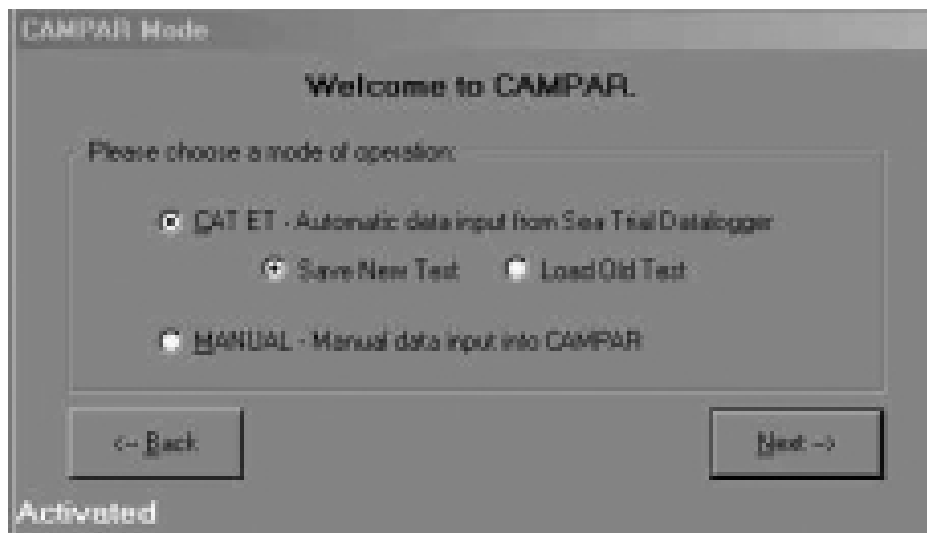 CAMPAR Mode
Welcome to CAMPAR.
Please choose a mode of operation:
CAT ET - Automatic data input from Sea Trial Datalogger
Save New Test Load Old Test
MANUAL - Manual data input into CAMPAR
<-- Back Next -->
Activated